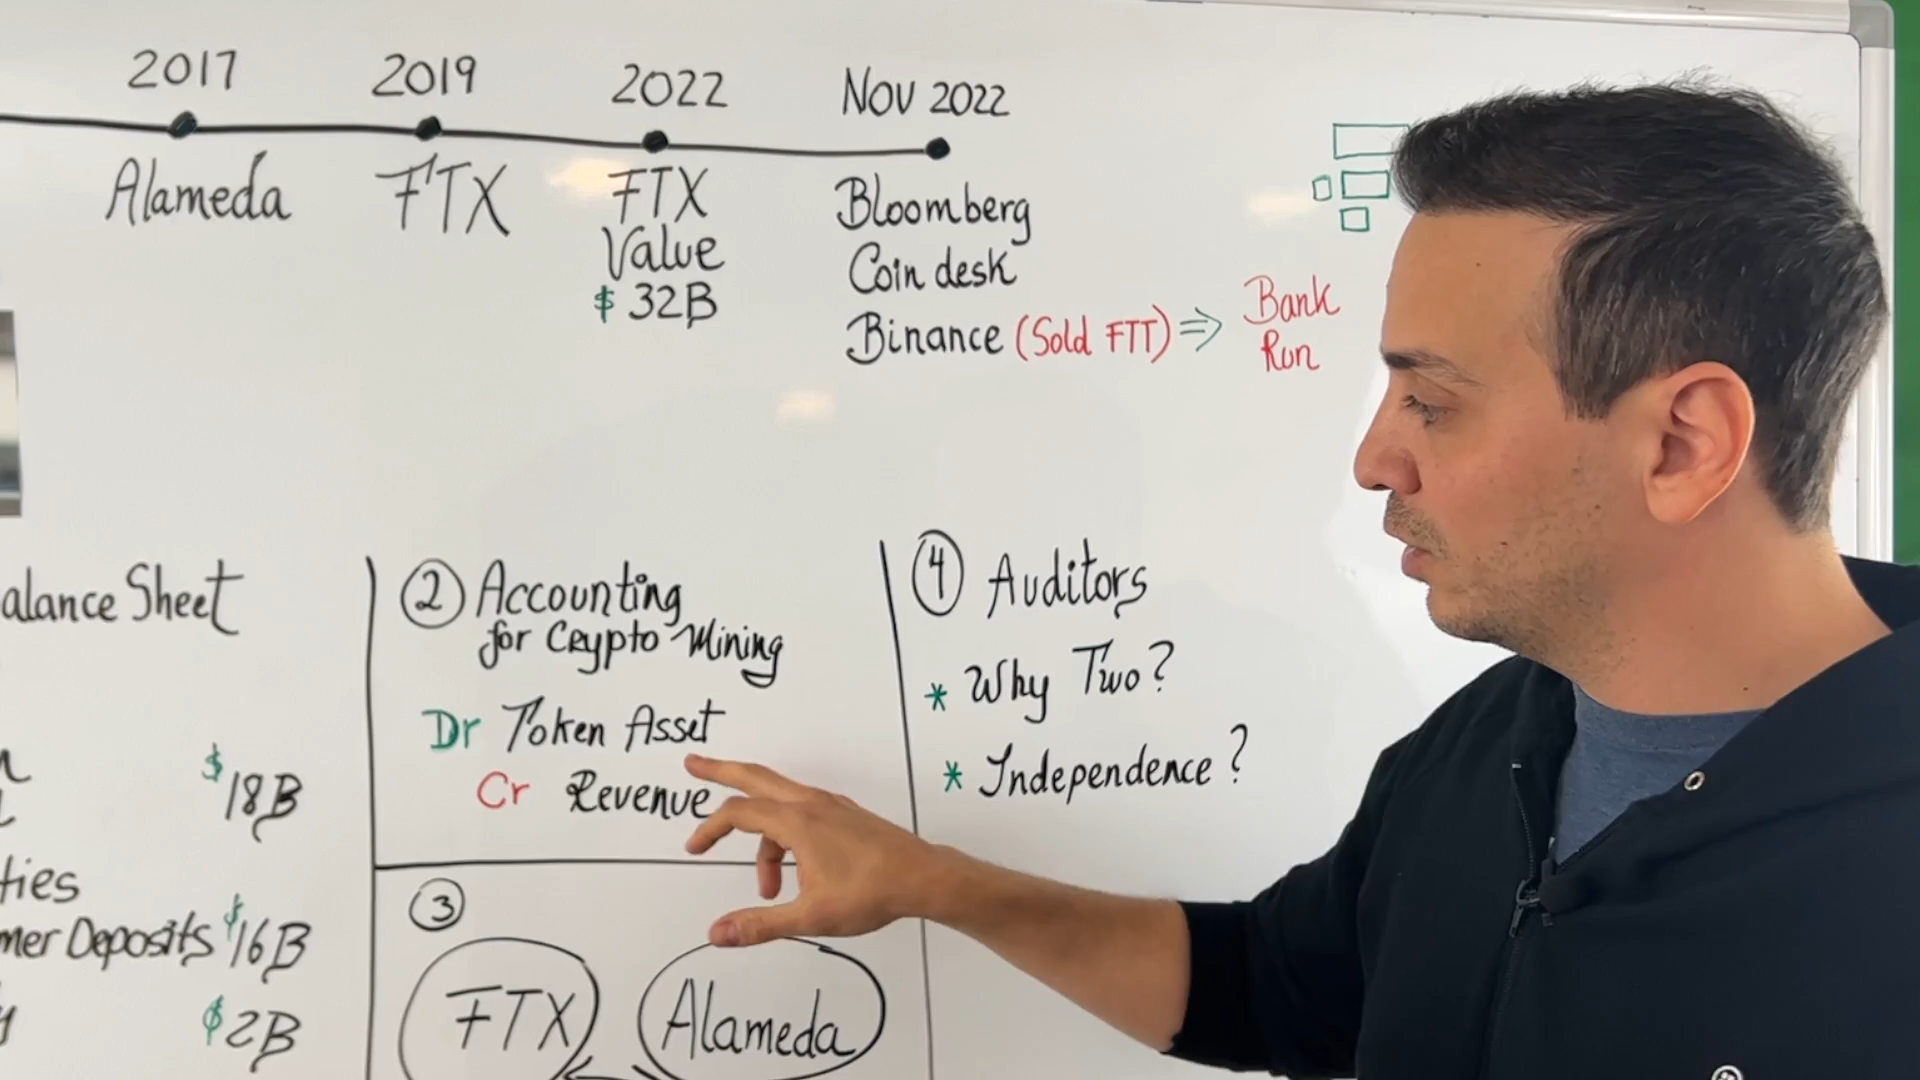 2017
2019
2022
Nov 2022
Alameda
FTX
FTX
Value
$ 32B
Bloomberg
Coin desk
Binance (Sold FTT) ⇒
Bank
Run
alance Sheet
$18B
ties
mer Deposits $16B
$2B
② Accounting
for Crypto Mining
Dr Token Asset
Cr Revenue
③
FTX
Alameda
④ Auditors
* Why Two?
* Independence?